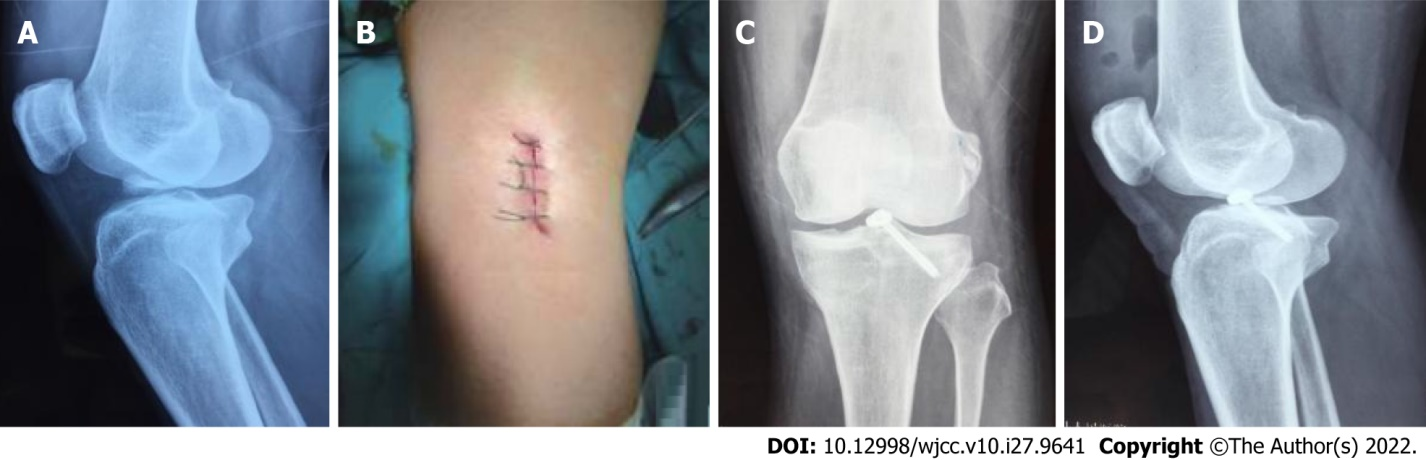 A
B
C
D
DOI: 10.12998/wjcc.v10.i27.9641 Copyright ©The Author(s) 2022.